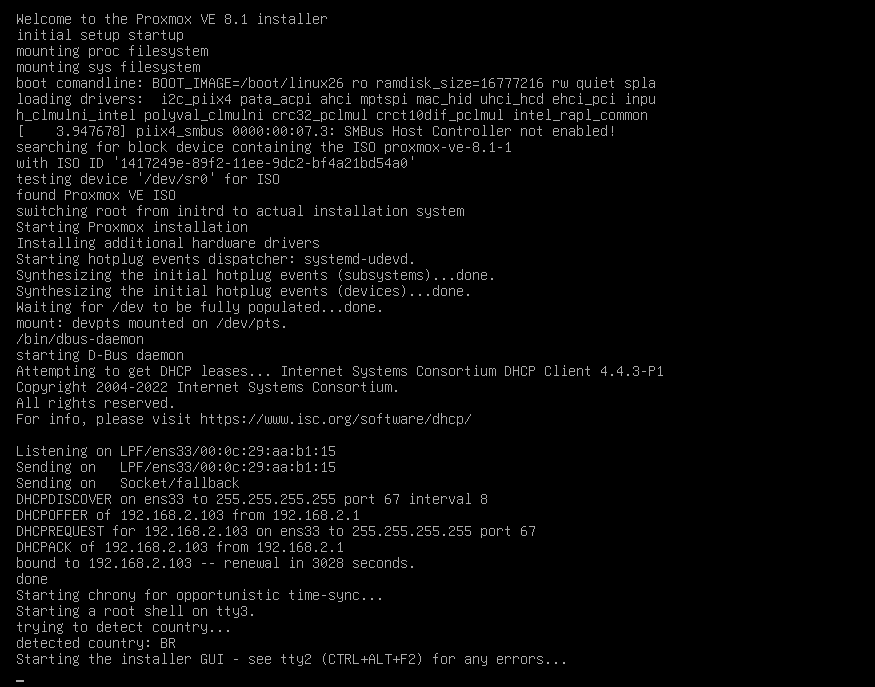 Welcome to the Proxmox VE 8.1 installer
initial setup startup
mounting proc filesystem
mounting sys filesystem
boot comandline: BOOT_IMAGE=/boot/linux26 ro ramdisk_size=16777216 rw quiet spla
loading drivers:  i2c_piix4 pata_acpi ahci mptspi mac_hid uhci_hcd ehci_pci inpu
h_clmulni_intel polyval_clmulni crc32_pclmul crct10dif_pclmul intel_rapl_common
[    3.947678] piix4_smbus 0000:00:07.3: SMBus Host Controller not enabled!
searching for block device containing the ISO proxmox-ve-8.1-1
with ISO ID '1417249e-89f2-11ee-9dc2-bf4a21bd54a0'
testing device '/dev/sr0' for ISO
found Proxmox VE ISO
switching root from initrd to actual installation system
Starting Proxmox installation
Installing additional hardware drivers
Starting hotplug events dispatcher: systemd-udevd.
Synthesizing the initial hotplug events (subsystems)...done.
Synthesizing the initial hotplug events (devices)...done.
Waiting for /dev to be fully populated...done.
mount: devpts mounted on /dev/pts.
/bin/dbus-daemon
starting D-Bus daemon
Attempting to get DHCP leases... Internet Systems Consortium DHCP Client 4.4.3-P1
Copyright 2004-2022 Internet Systems Consortium.
All rights reserved.
For info, please visit https://www.isc.org/software/dhcp/

Listening on LPF/ens33/00:0c:29:aa:b1:15
Sending on   LPF/ens33/00:0c:29:aa:b1:15
Sending on   Socket/fallback
DHCPDISCOVER on ens33 to 255.255.255.255 port 67 interval 8
DHCPOFFER of 192.168.2.103 from 192.168.2.1
DHCPREQUEST for 192.168.2.103 on ens33 to 255.255.255.255 port 67
DHCPACK of 192.168.2.103 from 192.168.2.1
bound to 192.168.2.103 -- renewal in 3028 seconds.
done
Starting chrony for opportunistic time-sync...
Starting a root shell on tty3.
trying to detect country...
detected country: BR
Starting the installer GUI - see tty2 (CTRL+ALT+F2) for any errors...